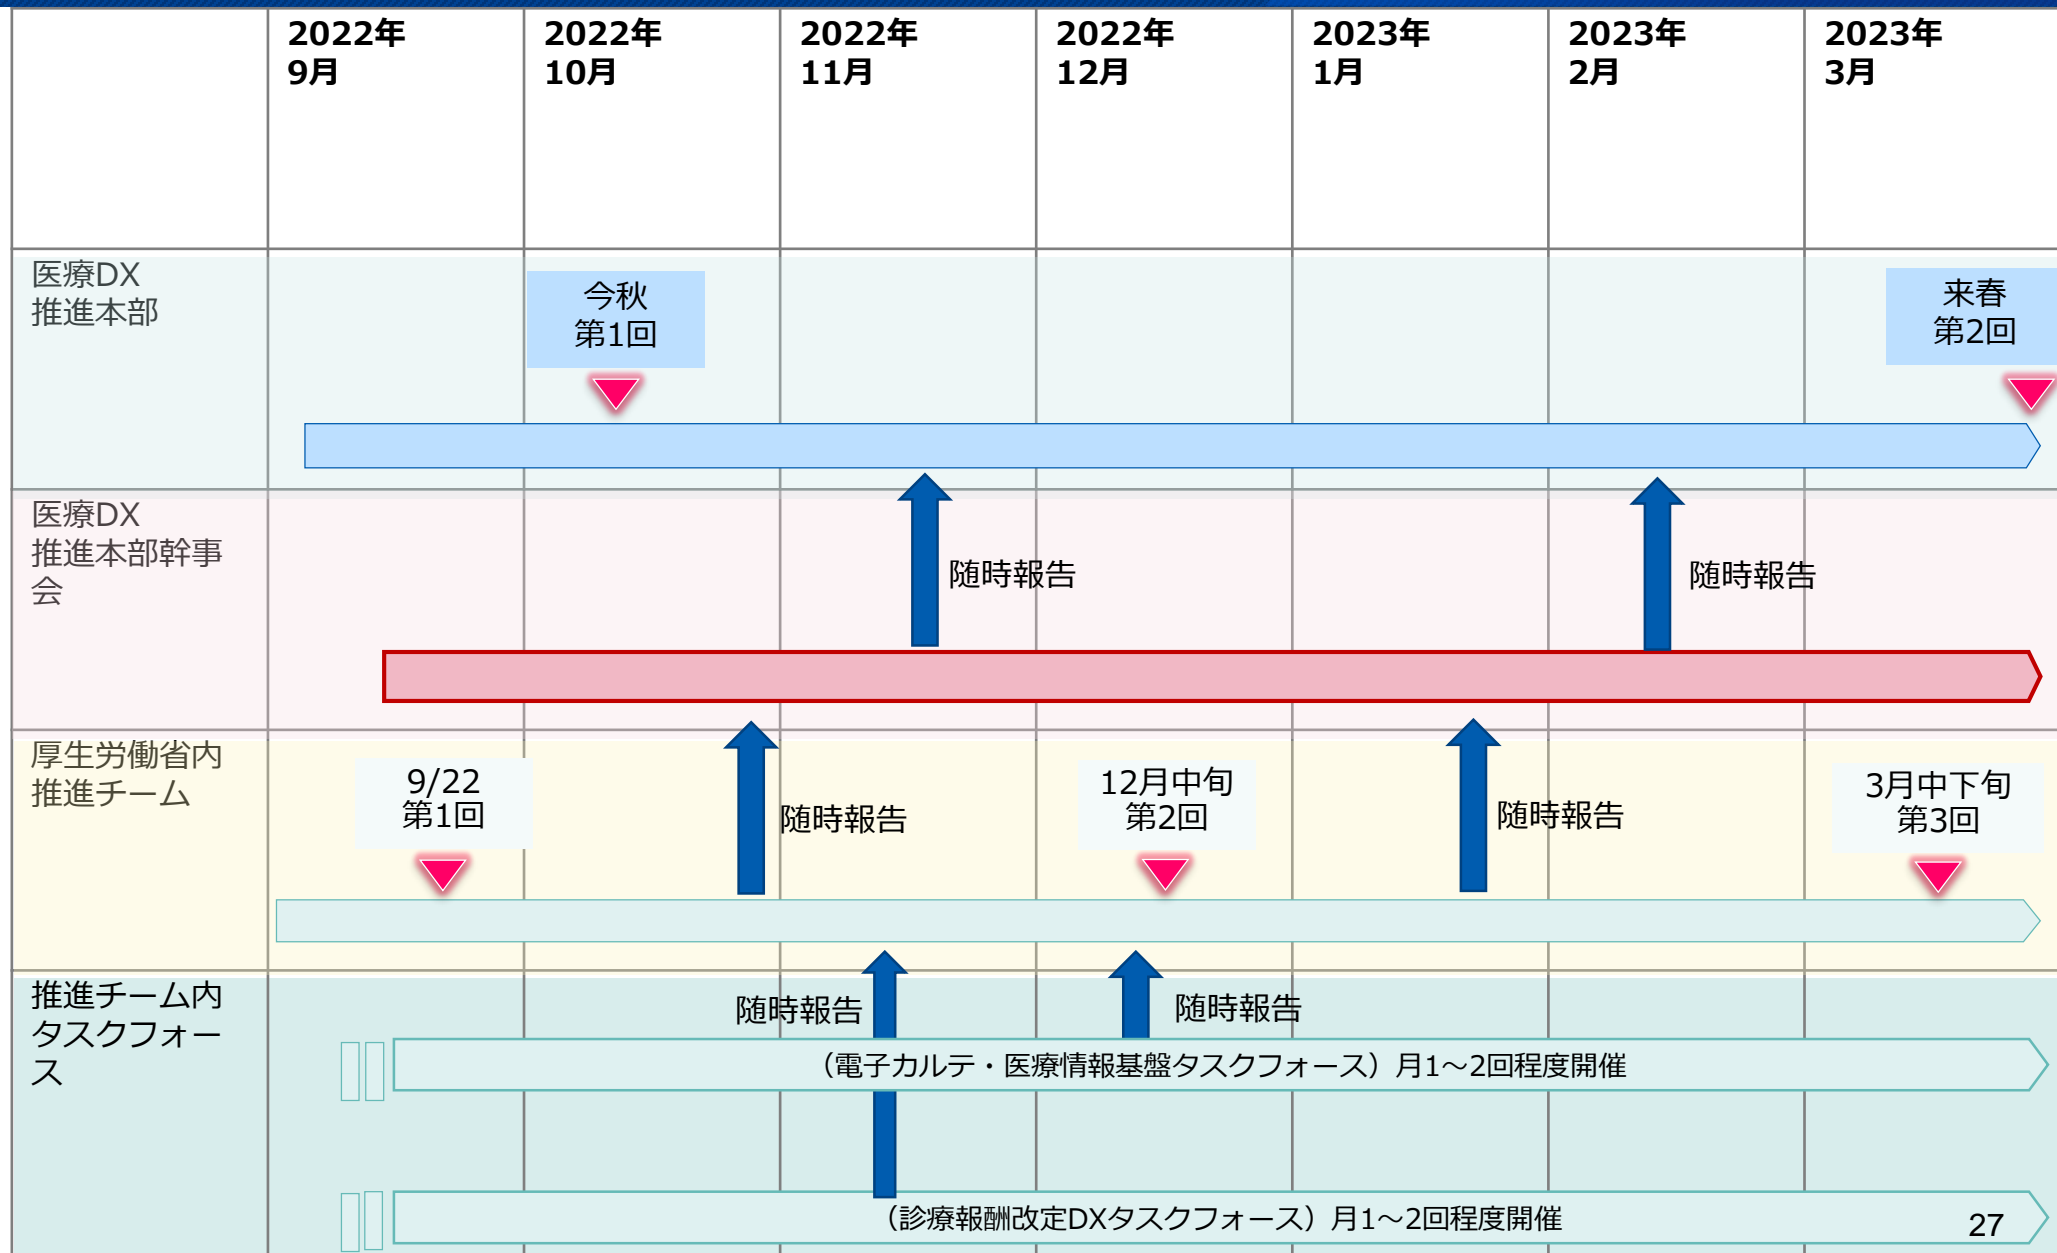 2022年
9月
2022年
10月
2022年
11月
2022年
12月
2023年
1月
2023年
2月
2023年
3月
医療DX
推進本部
今秋
第1回
来春
第2回
医療DX
推進本部幹事
会
随時報告
随時報告
厚生労働省内
推進チーム
9/22
第1回
随時報告
12月中旬
第2回
随時報告
3月中下旬
第3回
推進チーム内
タスクフォー
ス
随時報告
随時報告
（電子カルテ・医療情報基盤タスクフォース）月1～2回程度開催
（診療報酬改定DXタスクフォース）月1～2回程度開催
27